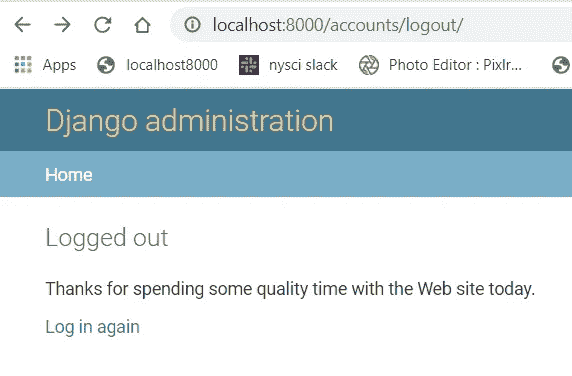 localhost:8000/accounts/logout/
Apps localhost8000 nysci slack Photo Editor : Pixlr...
Django administration
Home
Logged out
Thanks for spending some quality time with the Web site today.
Log in again